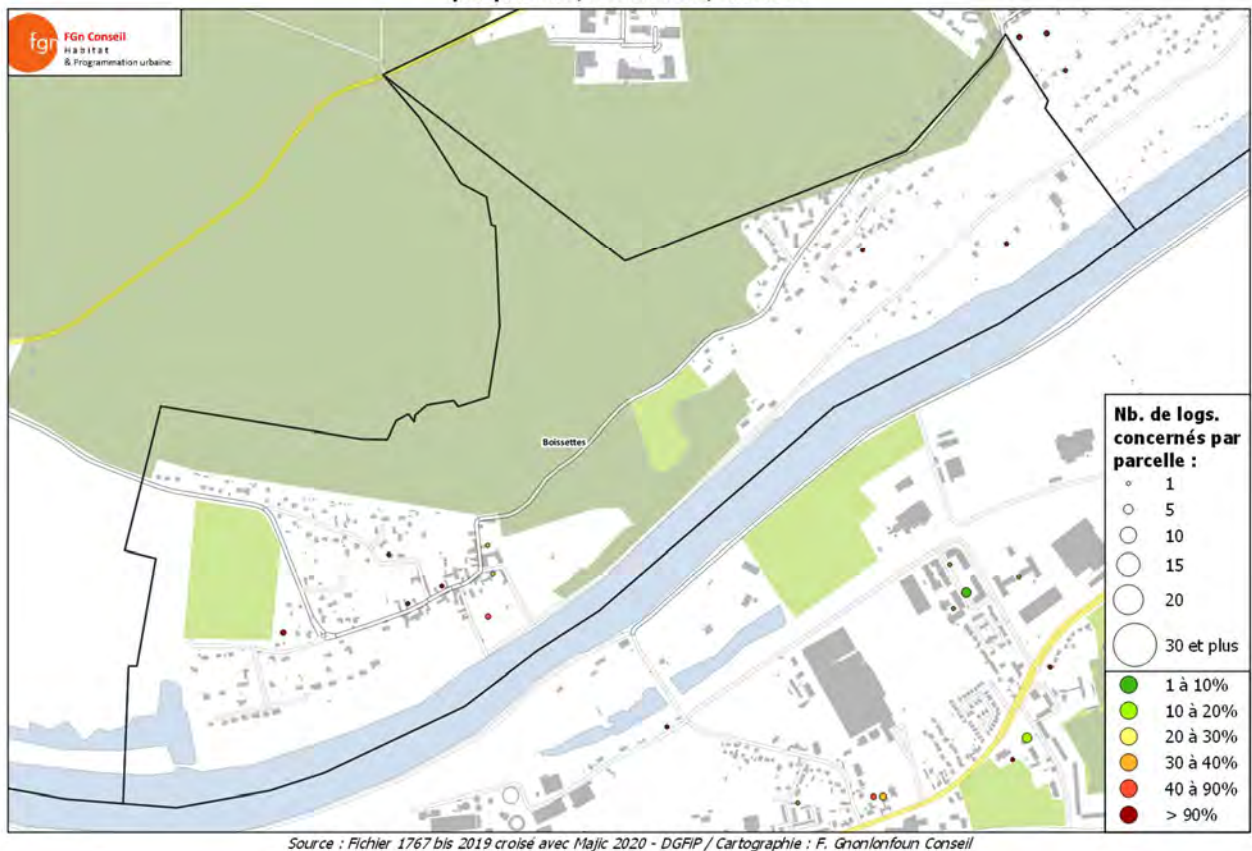 fgn
FGn Conseil
Habitat
& Programmation urbaine
Boissettes
Nb. de logs.
concernés par
parcelle :
1
5
10
15
20
30 et plus
1 à 10%
10 à 20%
20 à 30%
30 à 40%
40 à 90%
> 90%
Source : Fichier 1767 bis 2019 croisé avec Majic 2020 - DGFiP / Cartographie : F. Gnonlonfoun Conseil